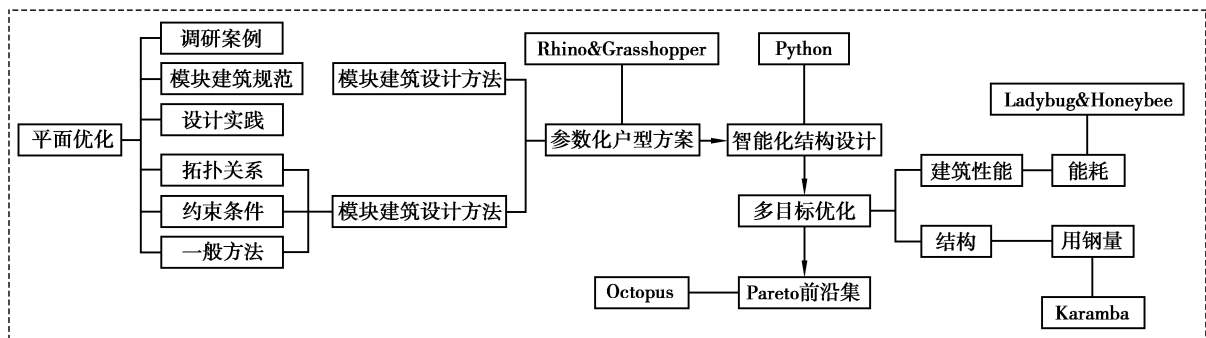 平面优化
调研案例
模块建筑规范
设计实践
拓扑关系
约束条件
一般方法
模块建筑设计方法
模块建筑设计方法
Rhino&Grasshopper
参数化户型方案
Python
智能化结构设计
多目标优化
Octopus
Pareto前沿集
Ladybug&Honeybee
建筑性能
能耗
结构
用钢量
Karamba